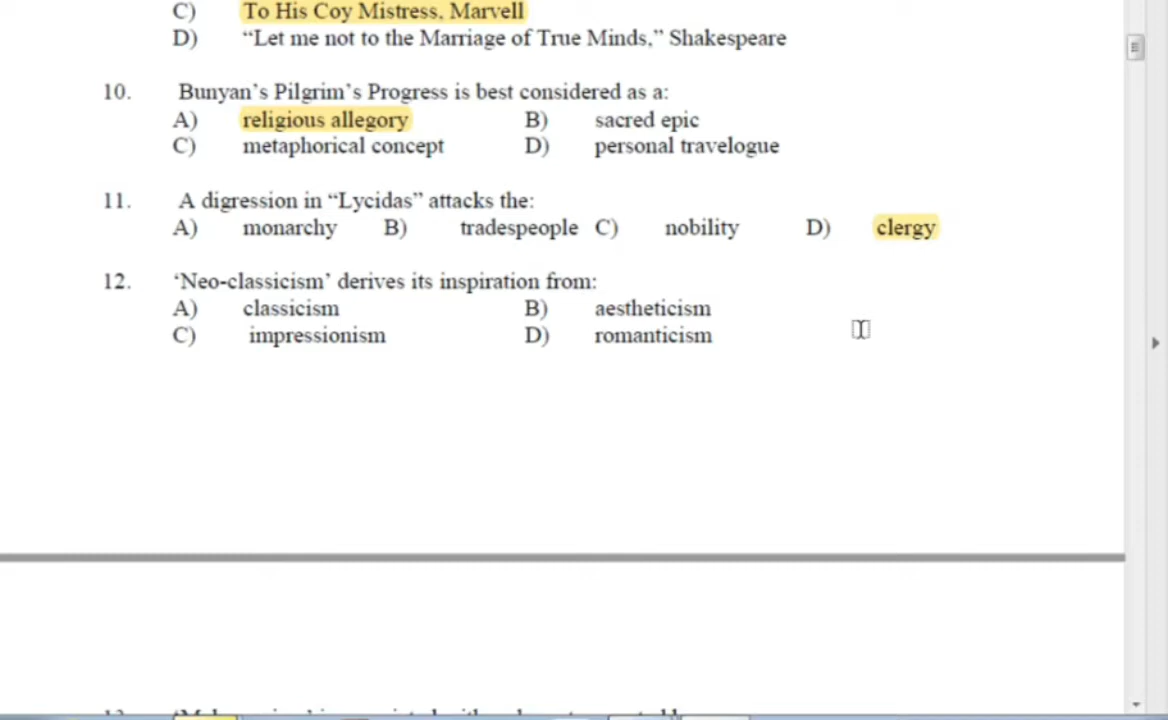 C) To His Coy Mistress. Marvell
D) “Let me not to the Marriage of True Minds,” Shakespeare
10. Bunyan’s Pilgrim’s Progress is best considered as a:
A) religious allegory B) sacred epic
C) metaphorical concept D) personal travelogue
11. A digression in “Lycidas” attacks the:
A) monarchy B) tradespeople C) nobility D) clergy
12. ‘Neo-classicism’ derives its inspiration from:
A) classicism B) aestheticism
C) impressionism D) romanticism